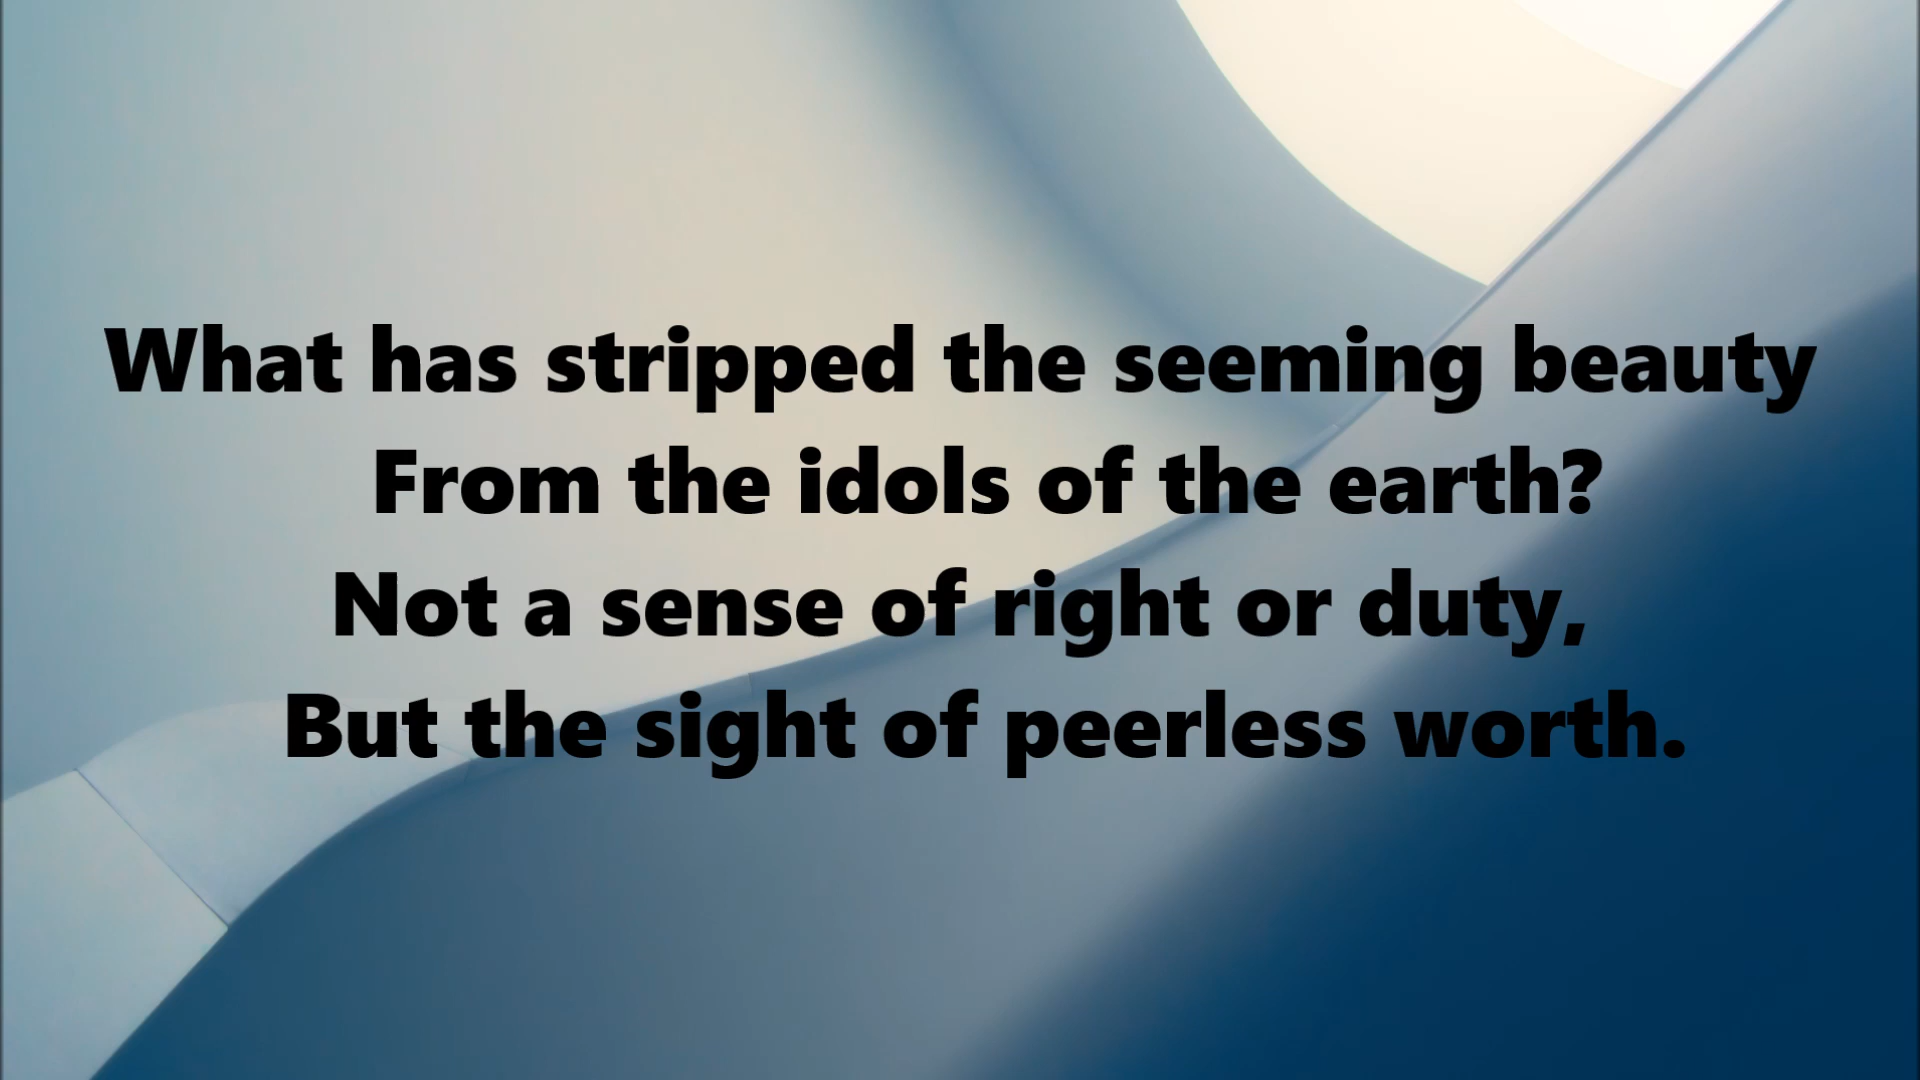 What has stripped the seeming beauty
From the idols of the earth?
Not a sense of right or duty,
But the sight of peerless worth.